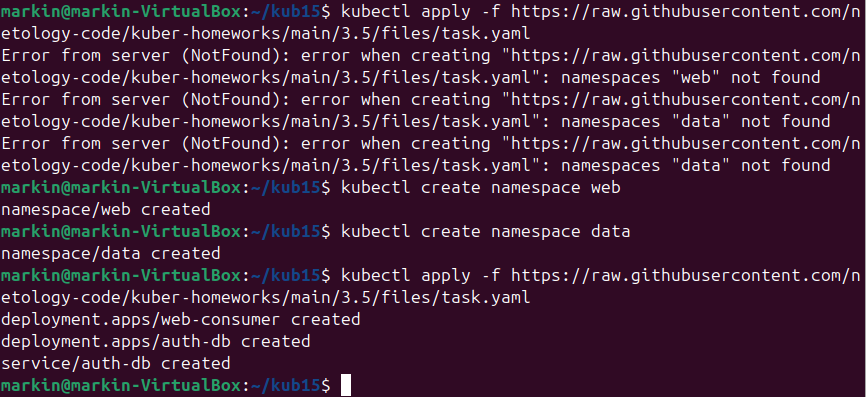 markin@markin-VirtualBox:~/kub15$ kubectl apply -f https://raw.githubusercontent.com/n
etology-code/kuber-homeworks/main/3.5/files/task.yaml
Error from server (NotFound): error when creating "https://raw.githubusercontent.com/n
etology-code/kuber-homeworks/main/3.5/files/task.yaml": namespaces "web" not found
Error from server (NotFound): error when creating "https://raw.githubusercontent.com/n
etology-code/kuber-homeworks/main/3.5/files/task.yaml": namespaces "data" not found
Error from server (NotFound): error when creating "https://raw.githubusercontent.com/n
etology-code/kuber-homeworks/main/3.5/files/task.yaml": namespaces "data" not found
markin@markin-VirtualBox:~/kub15$ kubectl create namespace web
namespace/web created
markin@markin-VirtualBox:~/kub15$ kubectl create namespace data
namespace/data created
markin@markin-VirtualBox:~/kub15$ kubectl apply -f https://raw.githubusercontent.com/n
etology-code/kuber-homeworks/main/3.5/files/task.yaml
deployment.apps/web-consumer created
deployment.apps/auth-db created
service/auth-db created
markin@markin-VirtualBox:~/kub15$